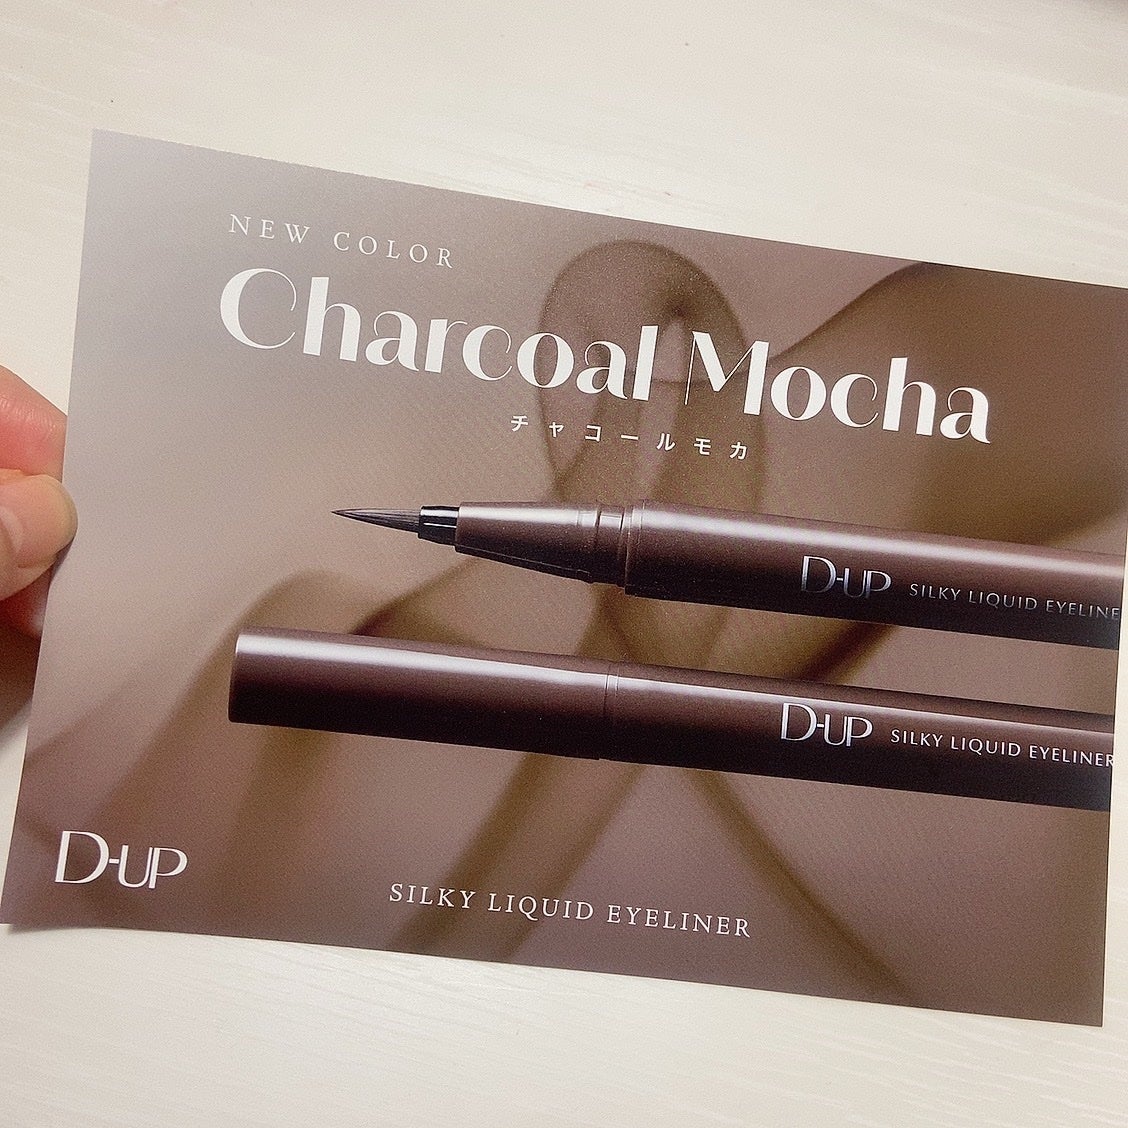 NEW COLOR
Charcoal Mocha
チャコールモカ
D-UP SILKY LIQUID EYELINE
D-UP SILKY LIQUID EYELINER
D-UP
SILKY LIQUID EYELINER